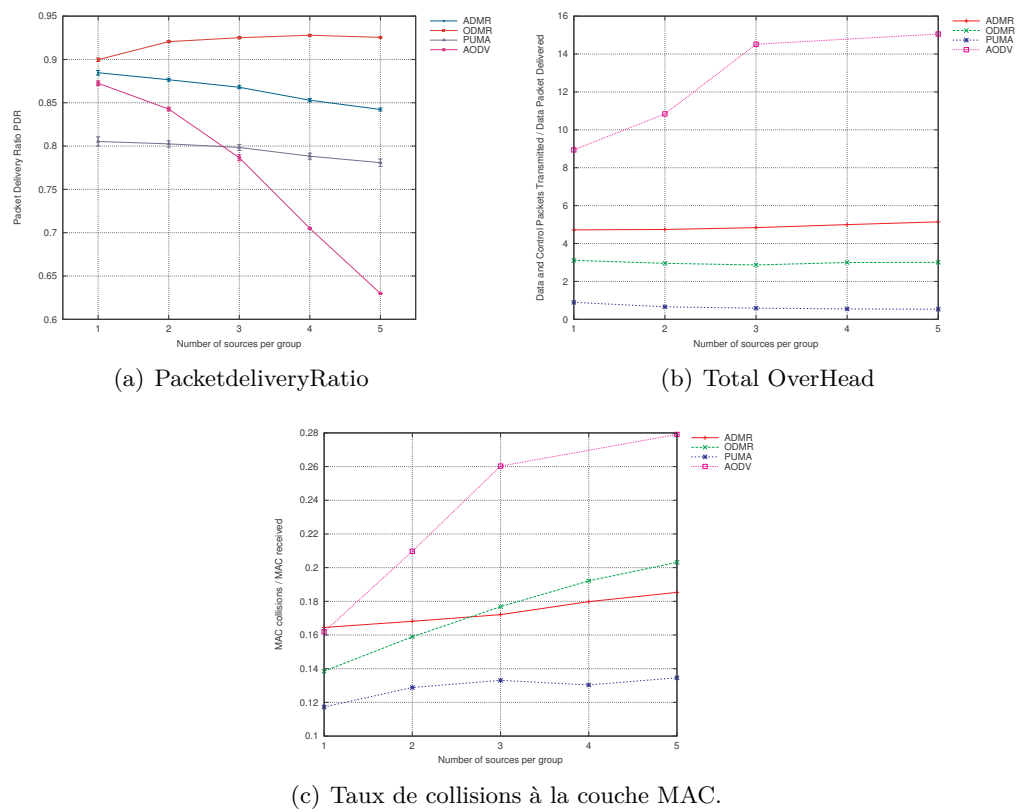 ADMR
ODMR
PUMA
AODV
Packet Delivery Ratio PDR
1
0.95
0.9
0.85
0.8
0.75
0.7
0.65
0.6
1 2 3 4 5
Number of sources per group
(a) PacketdeliveryRatio
ADMR
ODMR
PUMA
AODV
Data and Control Packets Transmitted / Data Packet Delivered
16
14
12
10
8
6
4
2
0
1 2 3 4 5
Number of sources per group
(b) Total OverHead
ADMR
ODMR
PUMA
AODV
MAC collisions / MAC received
0.28
0.26
0.24
0.22
0.2
0.18
0.16
0.14
0.12
0.1
1 2 3 4 5
Number of sources per group
(c) Taux de collisions à la couche MAC.